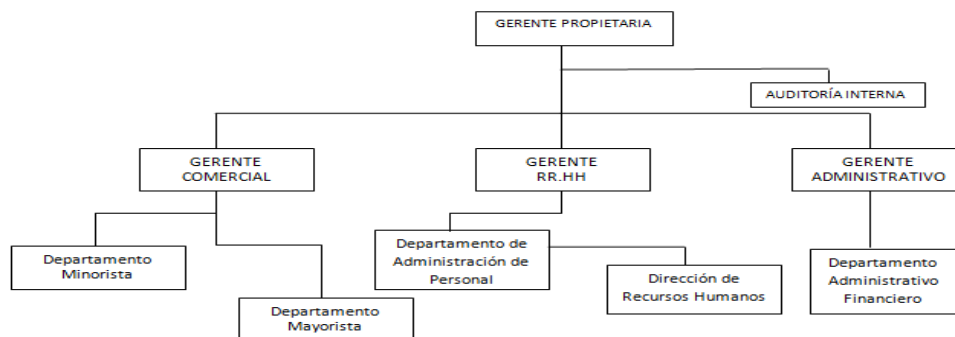 GERENTE PROPIETARIA
AUDITORÍA INTERNA
GERENTE
COMERCIAL
GERENTE
RR.HH
GERENTE
ADMINISTRATIVO
Departamento
Minorista
Departamento
Mayorista
Departamento de
Administración de
Personal
Dirección de
Recursos Humanos
Departamento
Administrativo
Financiero